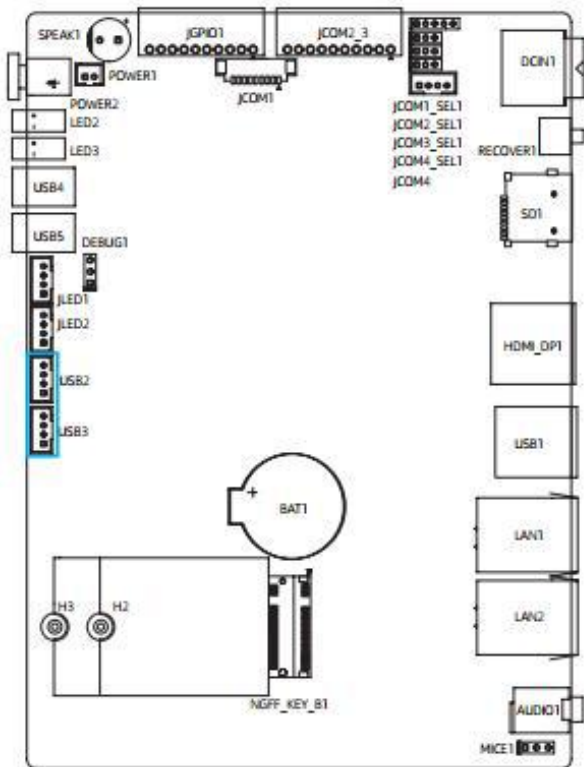 SPEAK1
JGPIO1
JCOM2_3
POWER1
JCOM1
DCIN1
POWER2
LED2
LED3
JCOM1_SEL1
JCOM2_SEL1
JCOM3_SEL1
JCOM4_SEL1
JCOM4
RECOVER1
USB4
SD1
USB5
DEBUG1
JLED1
JLED2
HDMI_DP1
USB2
USB3
USB1
BAT1
LAN1
LAN2
H3
H2
NGFF_KEY_B1
AUDIO1
MICE1